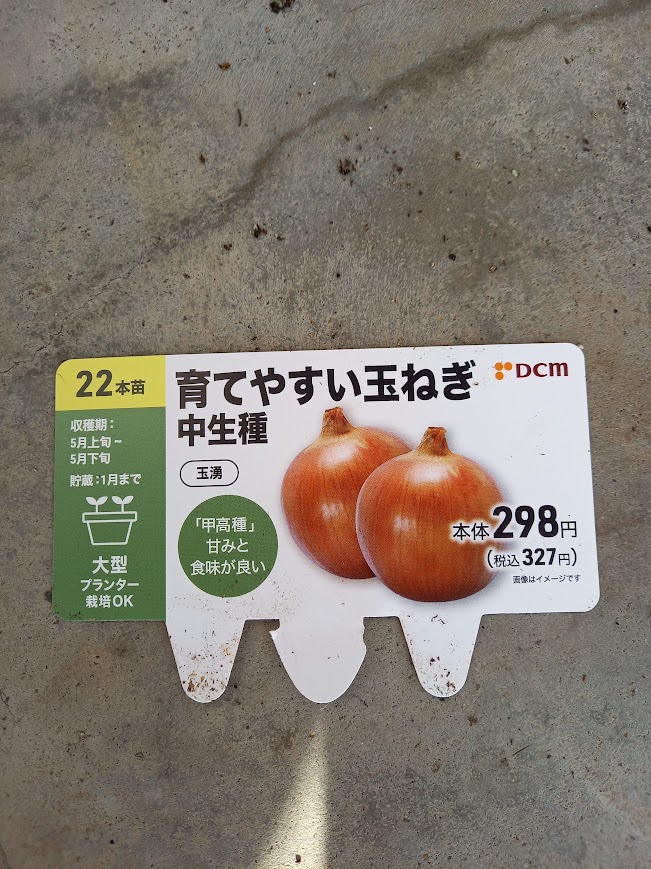 22本苗
収穫期：
5月上旬～
5月下旬
貯蔵：1月まで
大型
プランター
栽培OK
育てやすい玉ねぎ
中生種
玉湧
「甲高種」
甘みと
食味が良い
DCM
本体298円
(税込327円)
画像はイメージです